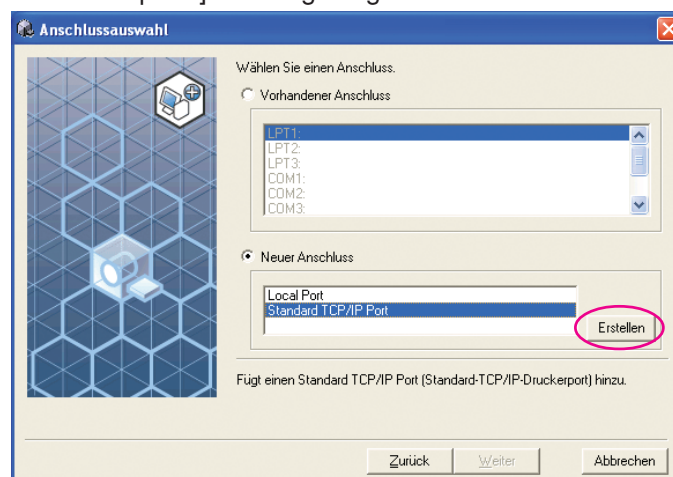 Anschlussauswahl
Wählen Sie einen Anschluss.
Vorhandener Anschluss
LPT1:
LPT2:
LPT3:
COM1:
COM2:
COM3:
Neuer Anschluss
Local Port
Standard TCP/IP Port
Erstellen
Fügt einen Standard TCP/IP Port (Standard-TCP/IP-Druckerport) hinzu.
Zurück
Weiter
Abbrechen